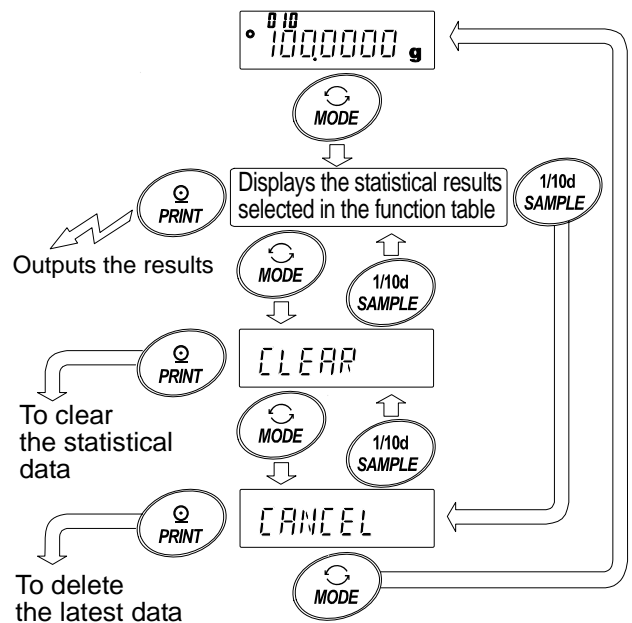 010
100.0000 g
MODE
PRINT
Displays the statistical results
selected in the function table
1/10d
SAMPLE
Outputs the results
MODE
1/10d
SAMPLE
PRINT
CLEAR
To clear
the statistical
data
MODE
1/10d
SAMPLE
PRINT
CANCEL
To delete
the latest data
MODE